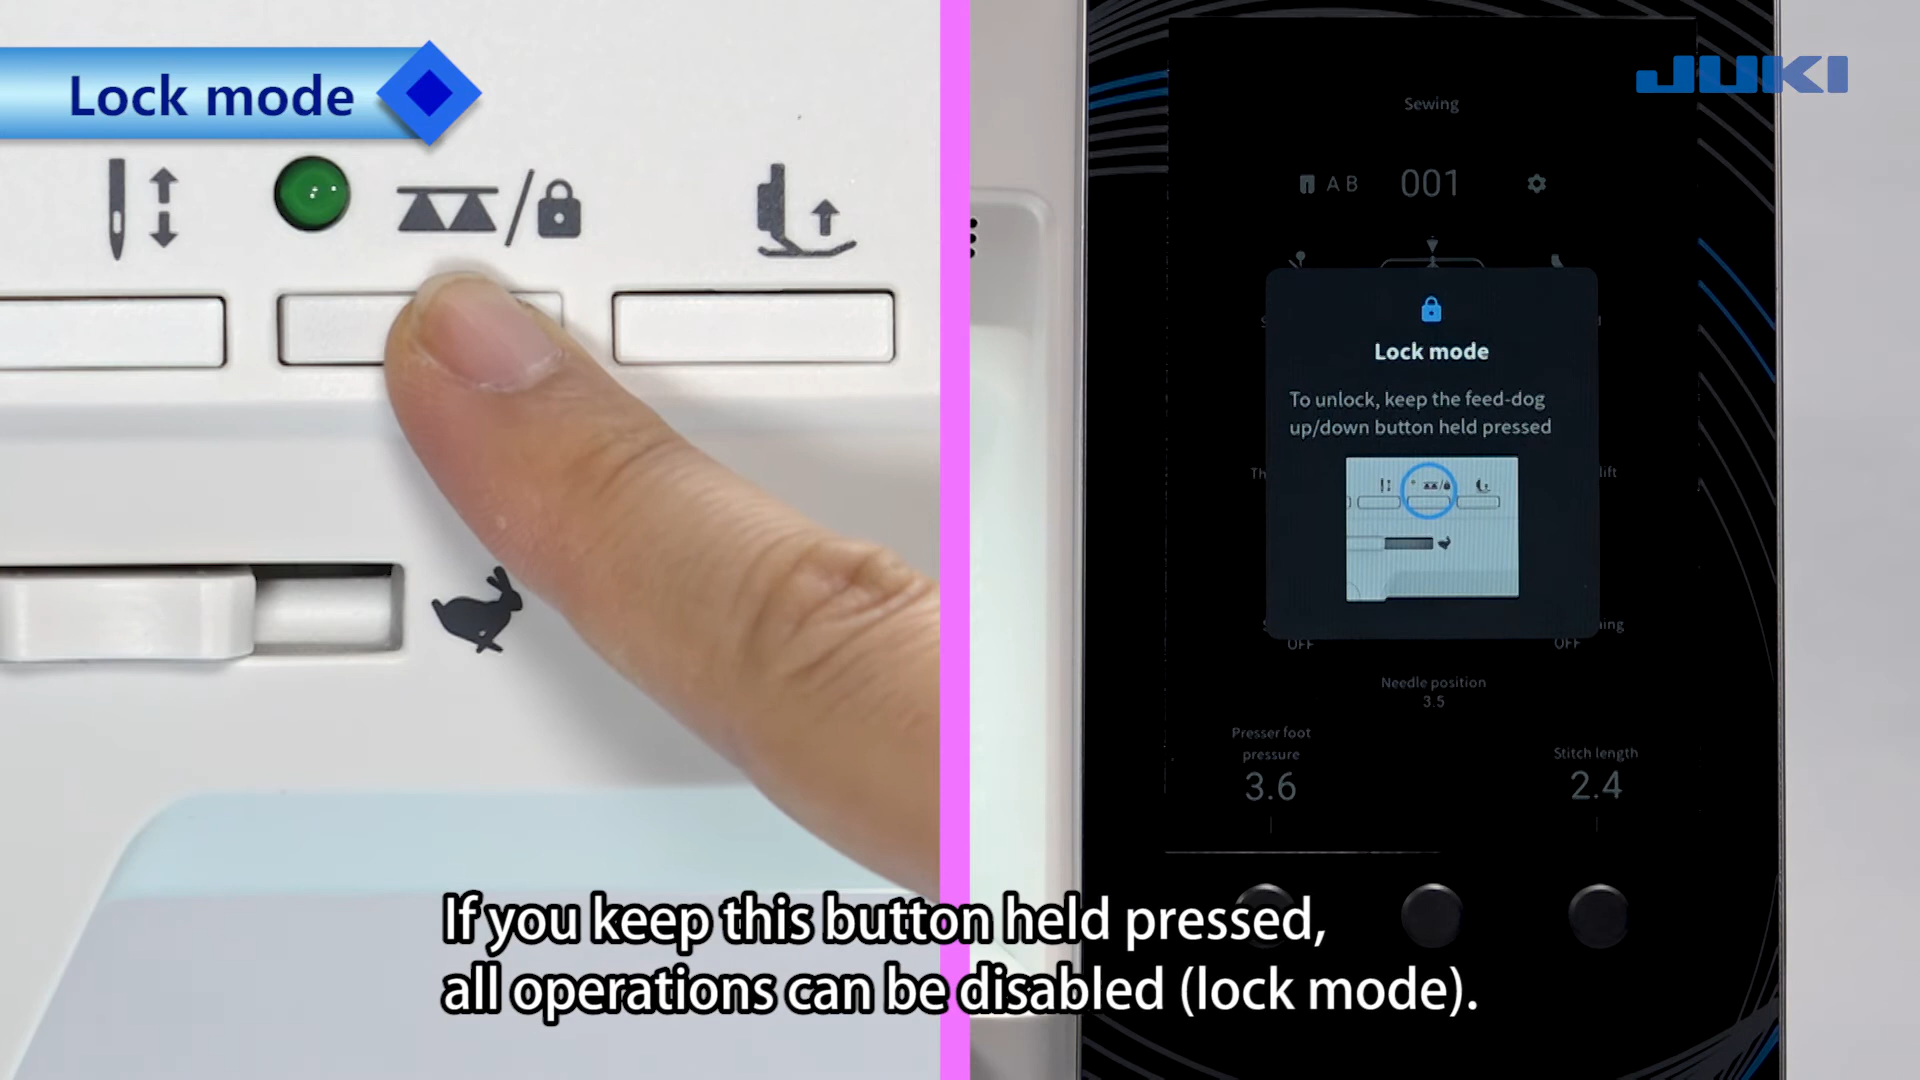 Lock mode
JUKI
Sewing
A B 001
Lock mode
To unlock, keep the feed-dog
up/down button held pressed
Th
lift
OFF
OFF
Needle position
3.5
Presser foot
pressure
3.6
Stitch length
2.4
If you keep this button held pressed,
all operations can be disabled (lock mode).